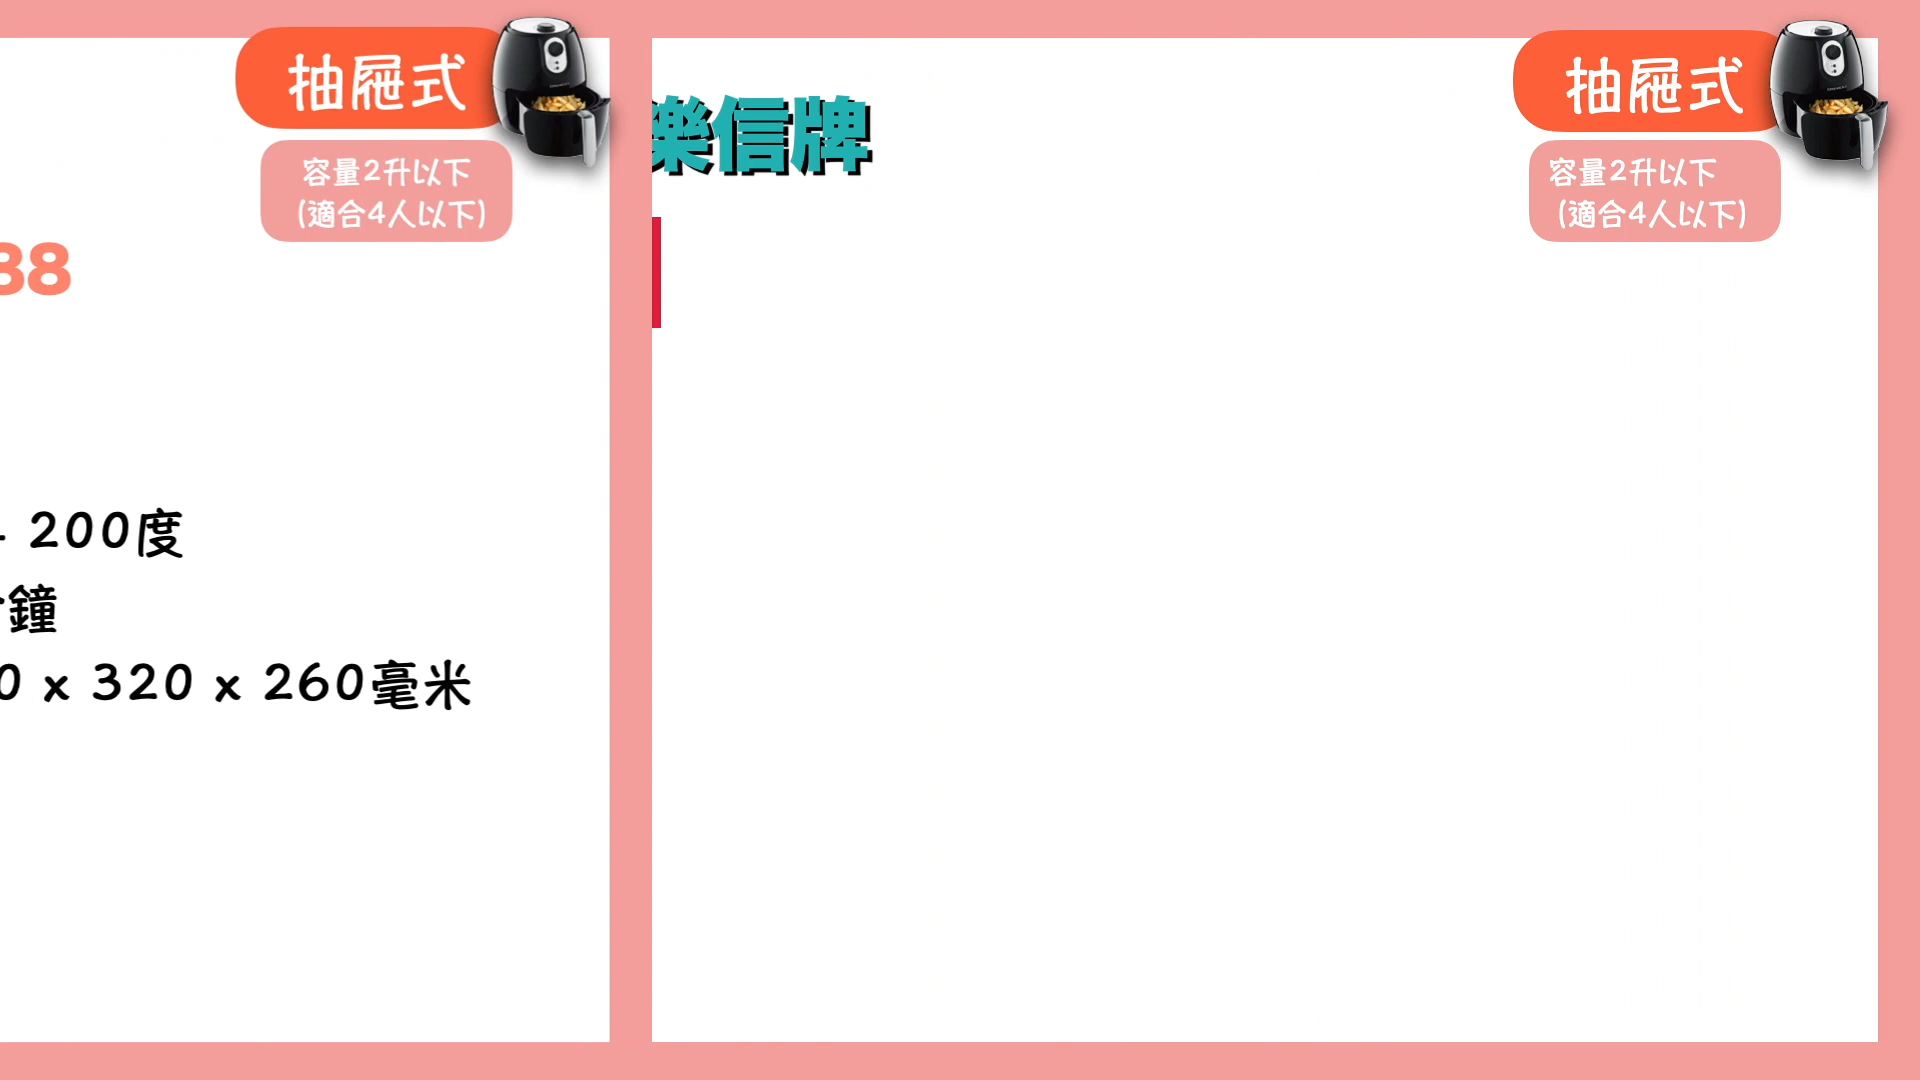 抽屜式
容量2升以下
(適合4人以下)
88
200度
鐘
0 x 320 x 260毫米
樂信牌
抽屜式
容量2升以下
(適合4人以下)